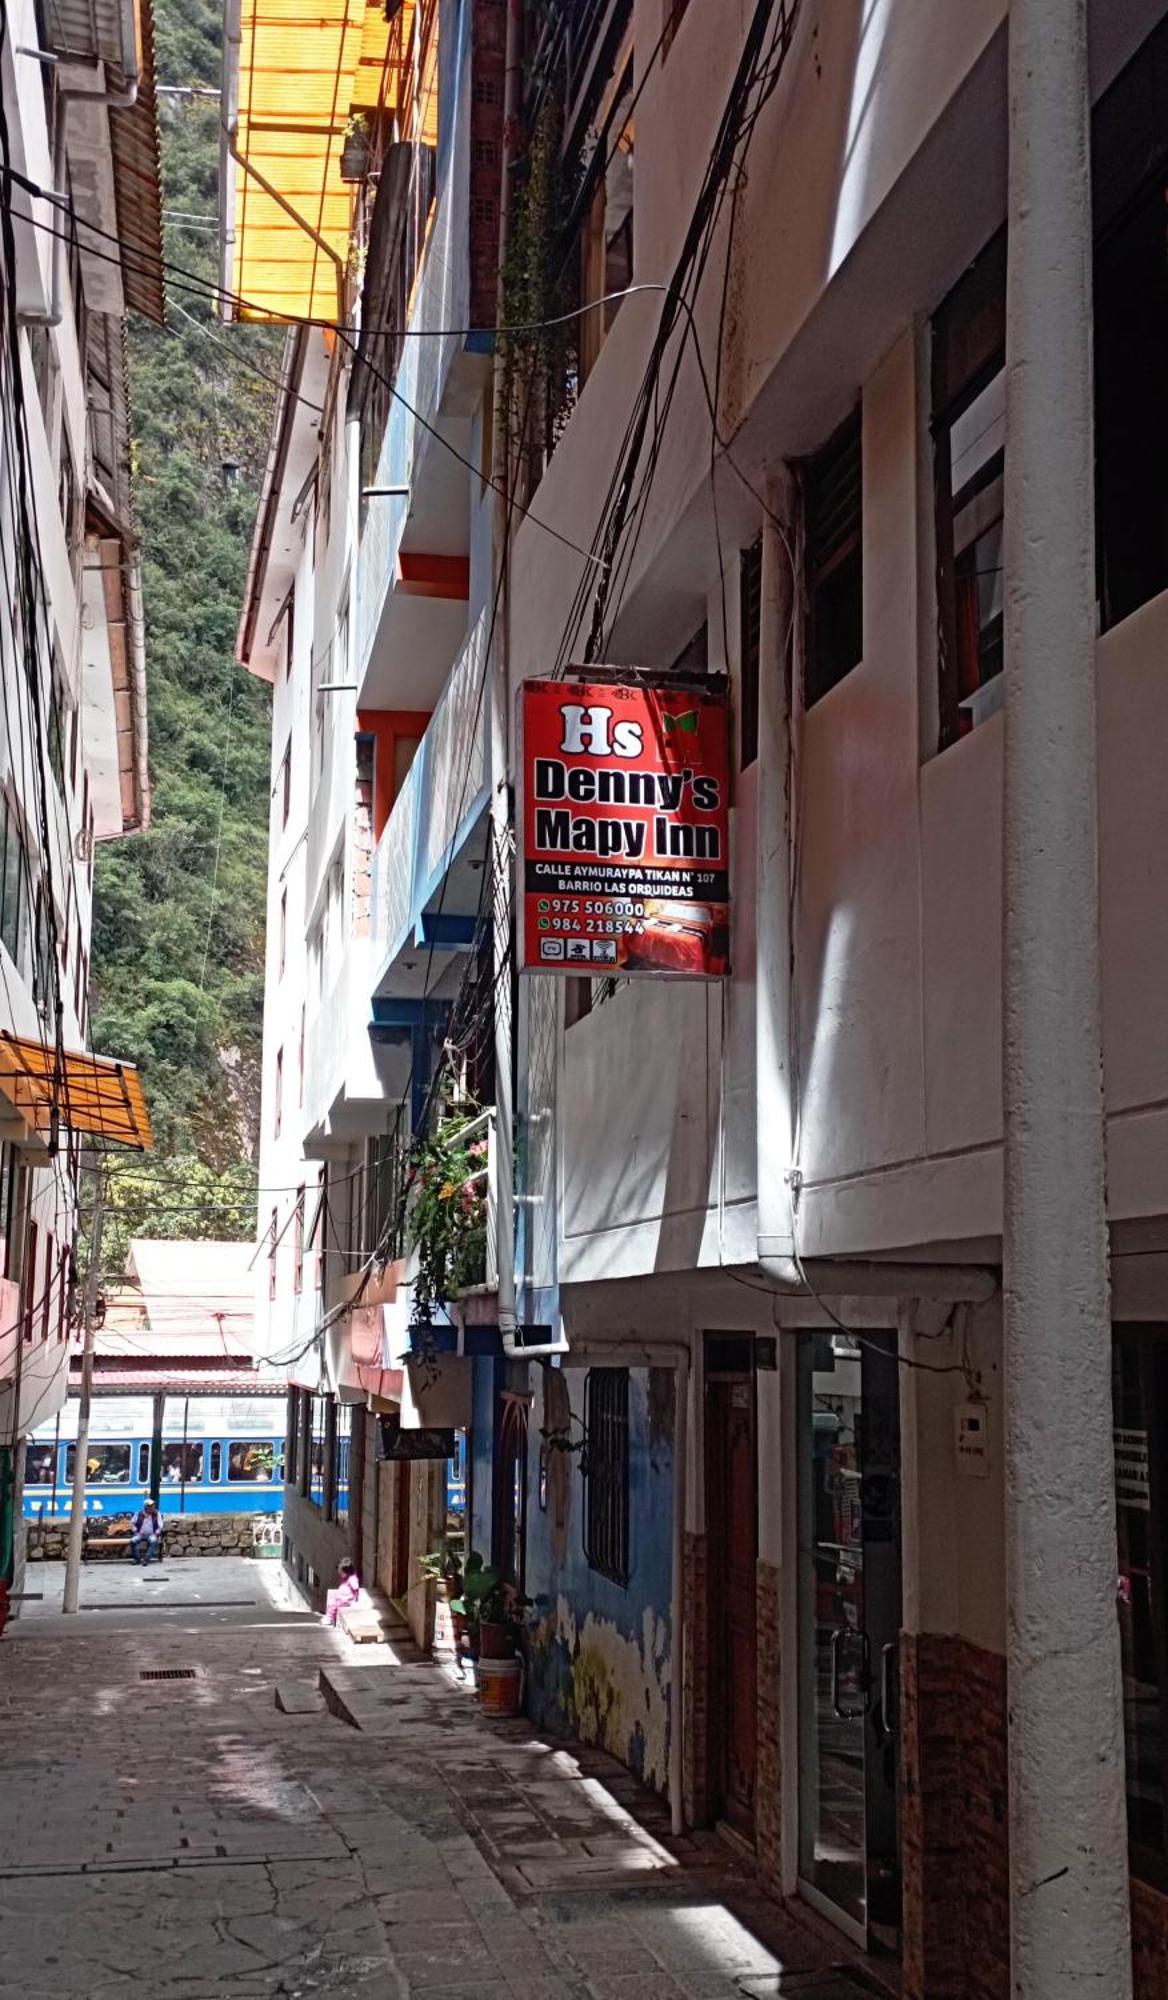 Hs
Denny's
Mapy Inn
CALLE AYMURAYPA TIKAN N° 107
BARRIO LAS ORQUIDEAS
975 506000
984 218544